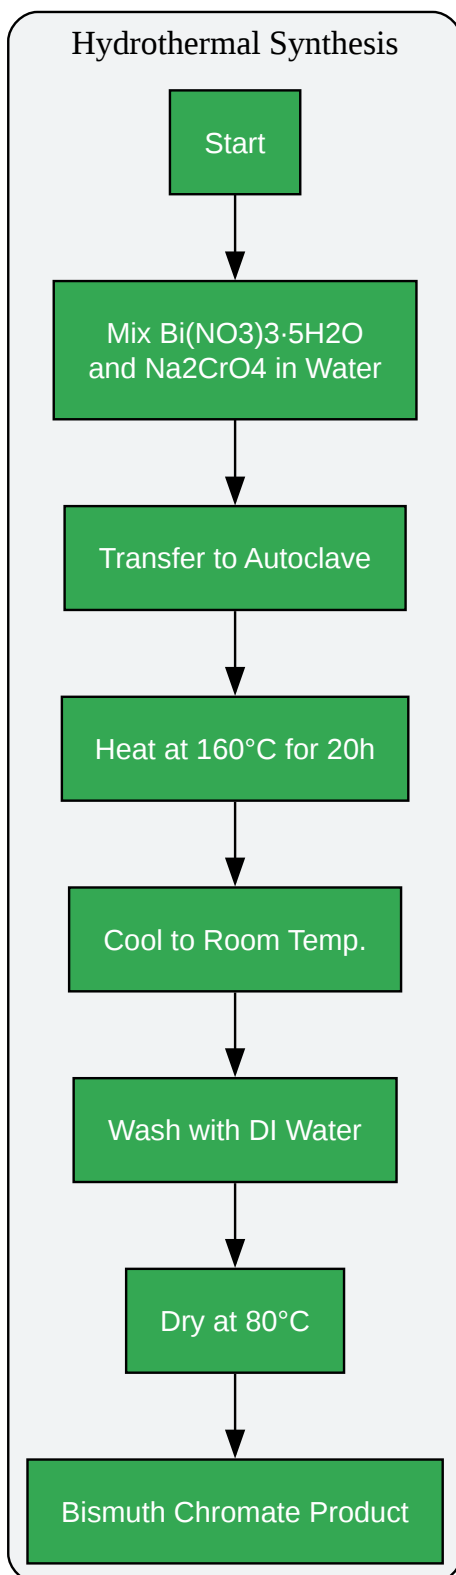 Hydrothermal Synthesis
Start
Mix Bi(NO3)3·5H2O
and Na2CrO4 in Water
Transfer to Autoclave
Heat at 160°C for 20h
Cool to Room Temp.
Wash with DI Water
Dry at 80°C
Bismuth Chromate Product